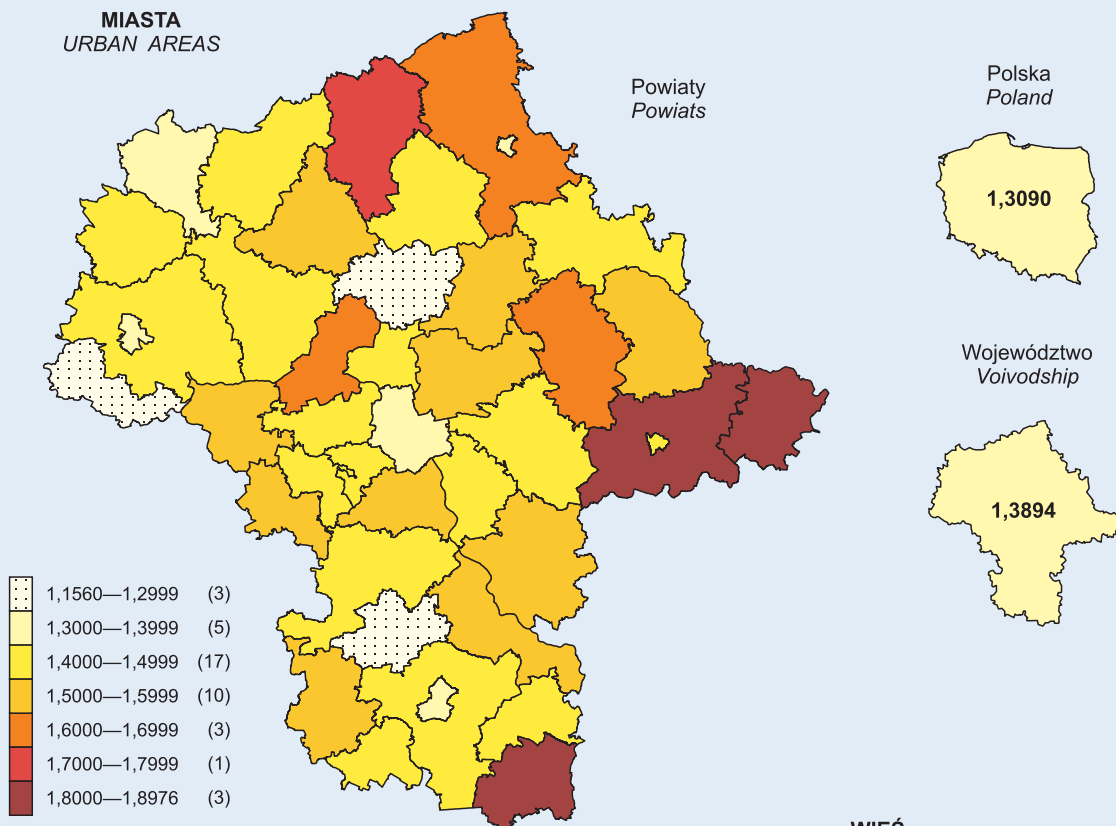 MIASTA
URBAN AREAS
Powiaty
Powiats
Polska
Poland
1,3090
Województwo
Voivodship
1,3894
1,1560—1,2999 (3)
1,3000—1,3999 (5)
1,4000—1,4999 (17)
1,5000—1,5999 (10)
1,6000—1,6999 (3)
1,7000—1,7999 (1)
1,8000—1,8976 (3)
WIEŚ